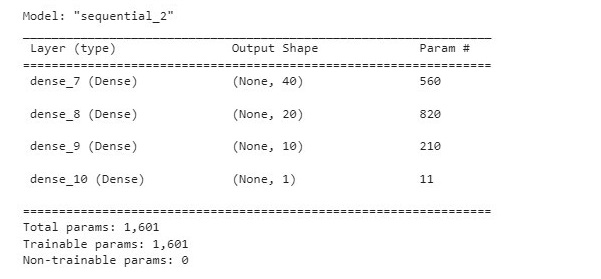 Model: "sequential_2"
_________________________________________________________________
Layer (type) Output Shape Param #
=================================================================
dense_7 (Dense) (None, 40) 560
dense_8 (Dense) (None, 20) 820
dense_9 (Dense) (None, 10) 210
dense_10 (Dense) (None, 1) 11
=================================================================
Total params: 1,601
Trainable params: 1,601
Non-trainable params: 0